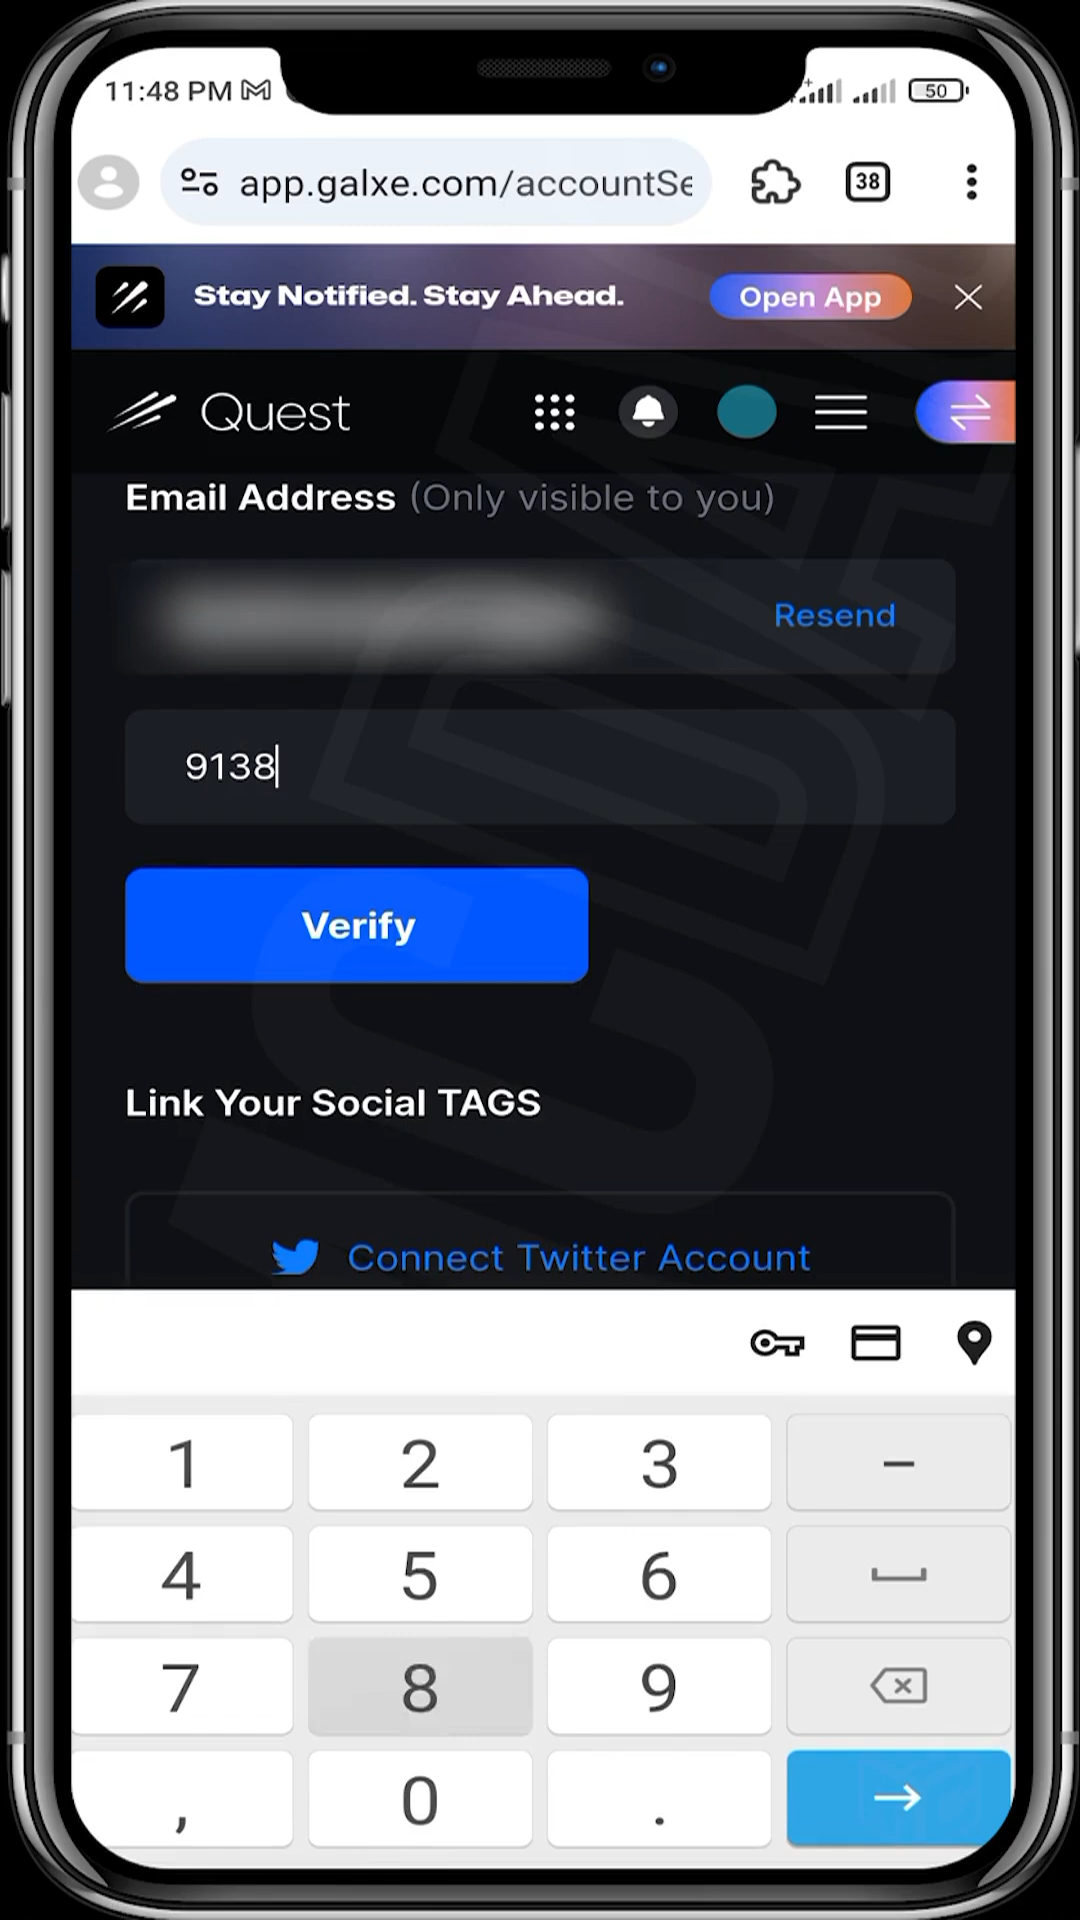 11:48 PM
50
app.galxe.com/accountSe
38
Stay Notified. Stay Ahead.
Open App
Quest
Email Address (Only visible to you)
Resend
9138
Verify
Link Your Social TAGS
Connect Twitter Account
1 2 3 -
4 5 6
7 8 9
, 0 .